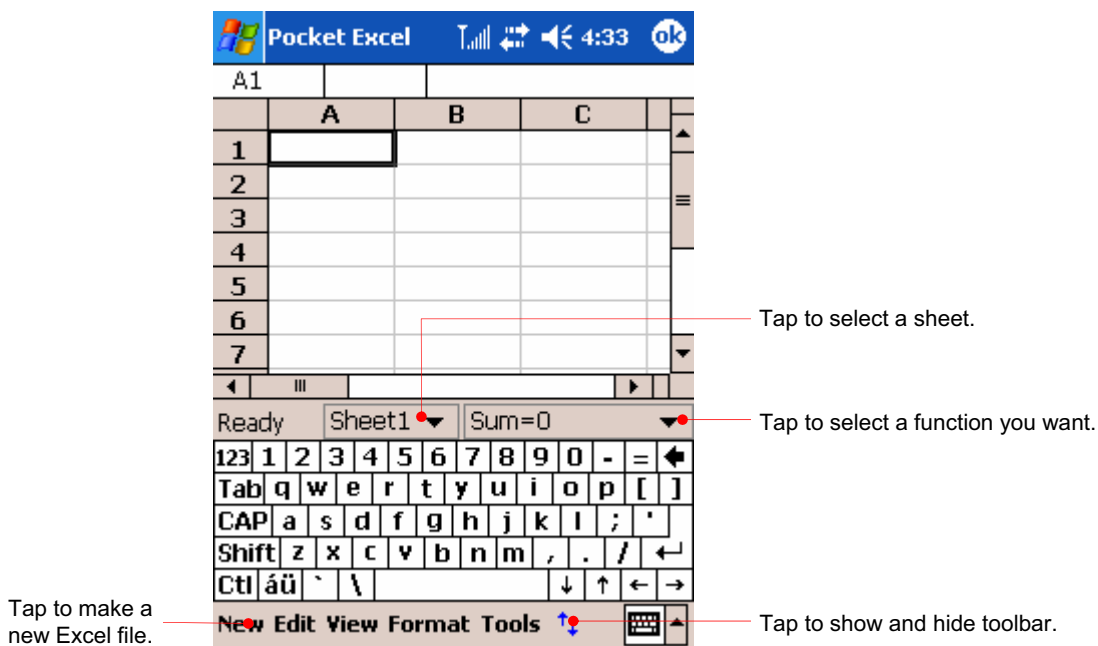 Pocket Excel 4:33 ok
A1
A B C
1
2
3
4
5
6
7
Tap to select a sheet.
Ready Sheet1 Sum=0
Tap to select a function you want.
123 1 2 3 4 5 6 7 8 9 0 - =
Tab q w e r t y u i o p [ ]
CAP a s d f g h j k l ; '
Shift z x c v b n m , . /
Ctl áü ` \ ↓ ↑ ← →
Tap to make a
new Excel file.
New Edit View Format Tools
Tap to show and hide toolbar.